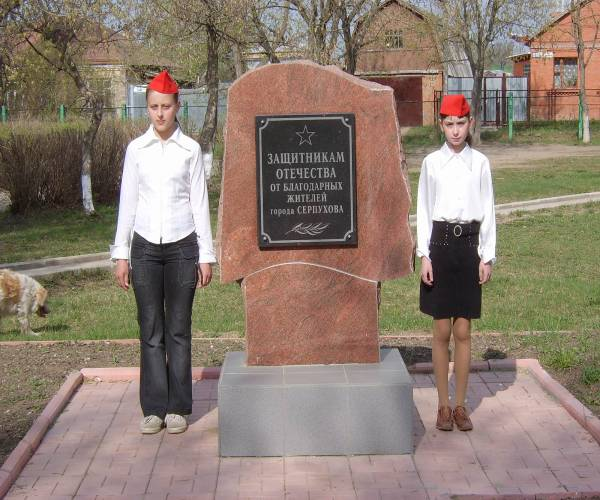 ЗАЩИТНИКАМ
ОТЕЧЕСТВА
ОТ БЛАГОДАРНЫХ
ЖИТЕЛЕЙ
города СЕРПУХОВА